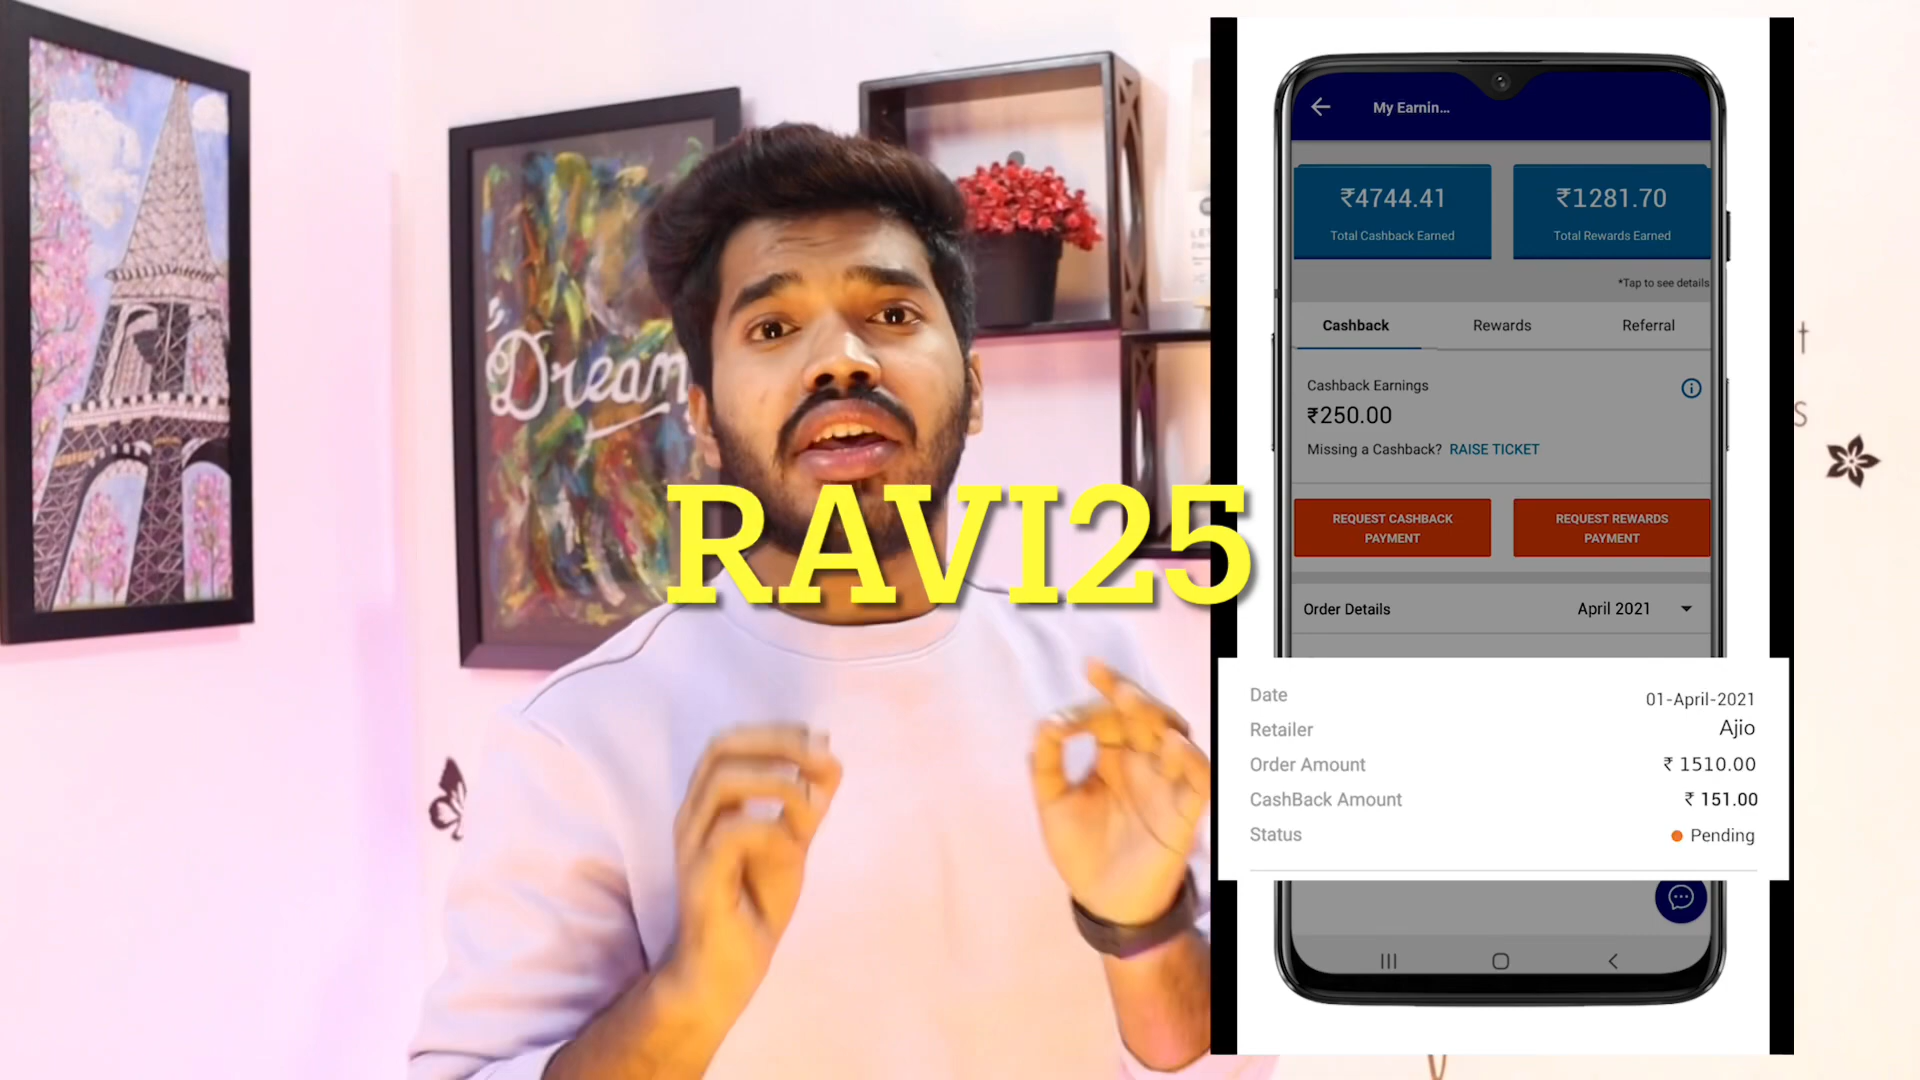 Dream
RAVI25
My Earnin...
₹4744.41
Total Cashback Earned
₹1281.70
Total Rewards Earned
*Tap to see details
Cashback
Rewards
Referral
Cashback Earnings
₹250.00
Missing a Cashback? RAISE TICKET
REQUEST CASHBACK
PAYMENT
REQUEST REWARDS
PAYMENT
Order Details
April 2021
Date
01-April-2021
Retailer
Ajio
Order Amount
₹ 1510.00
CashBack Amount
₹ 151.00
Status
Pending